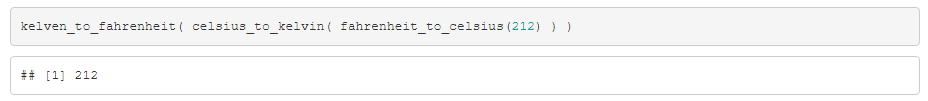 kelven_to_fahrenheit( celsius_to_kelvin( fahrenheit_to_celsius(212) ) )
## [1] 212